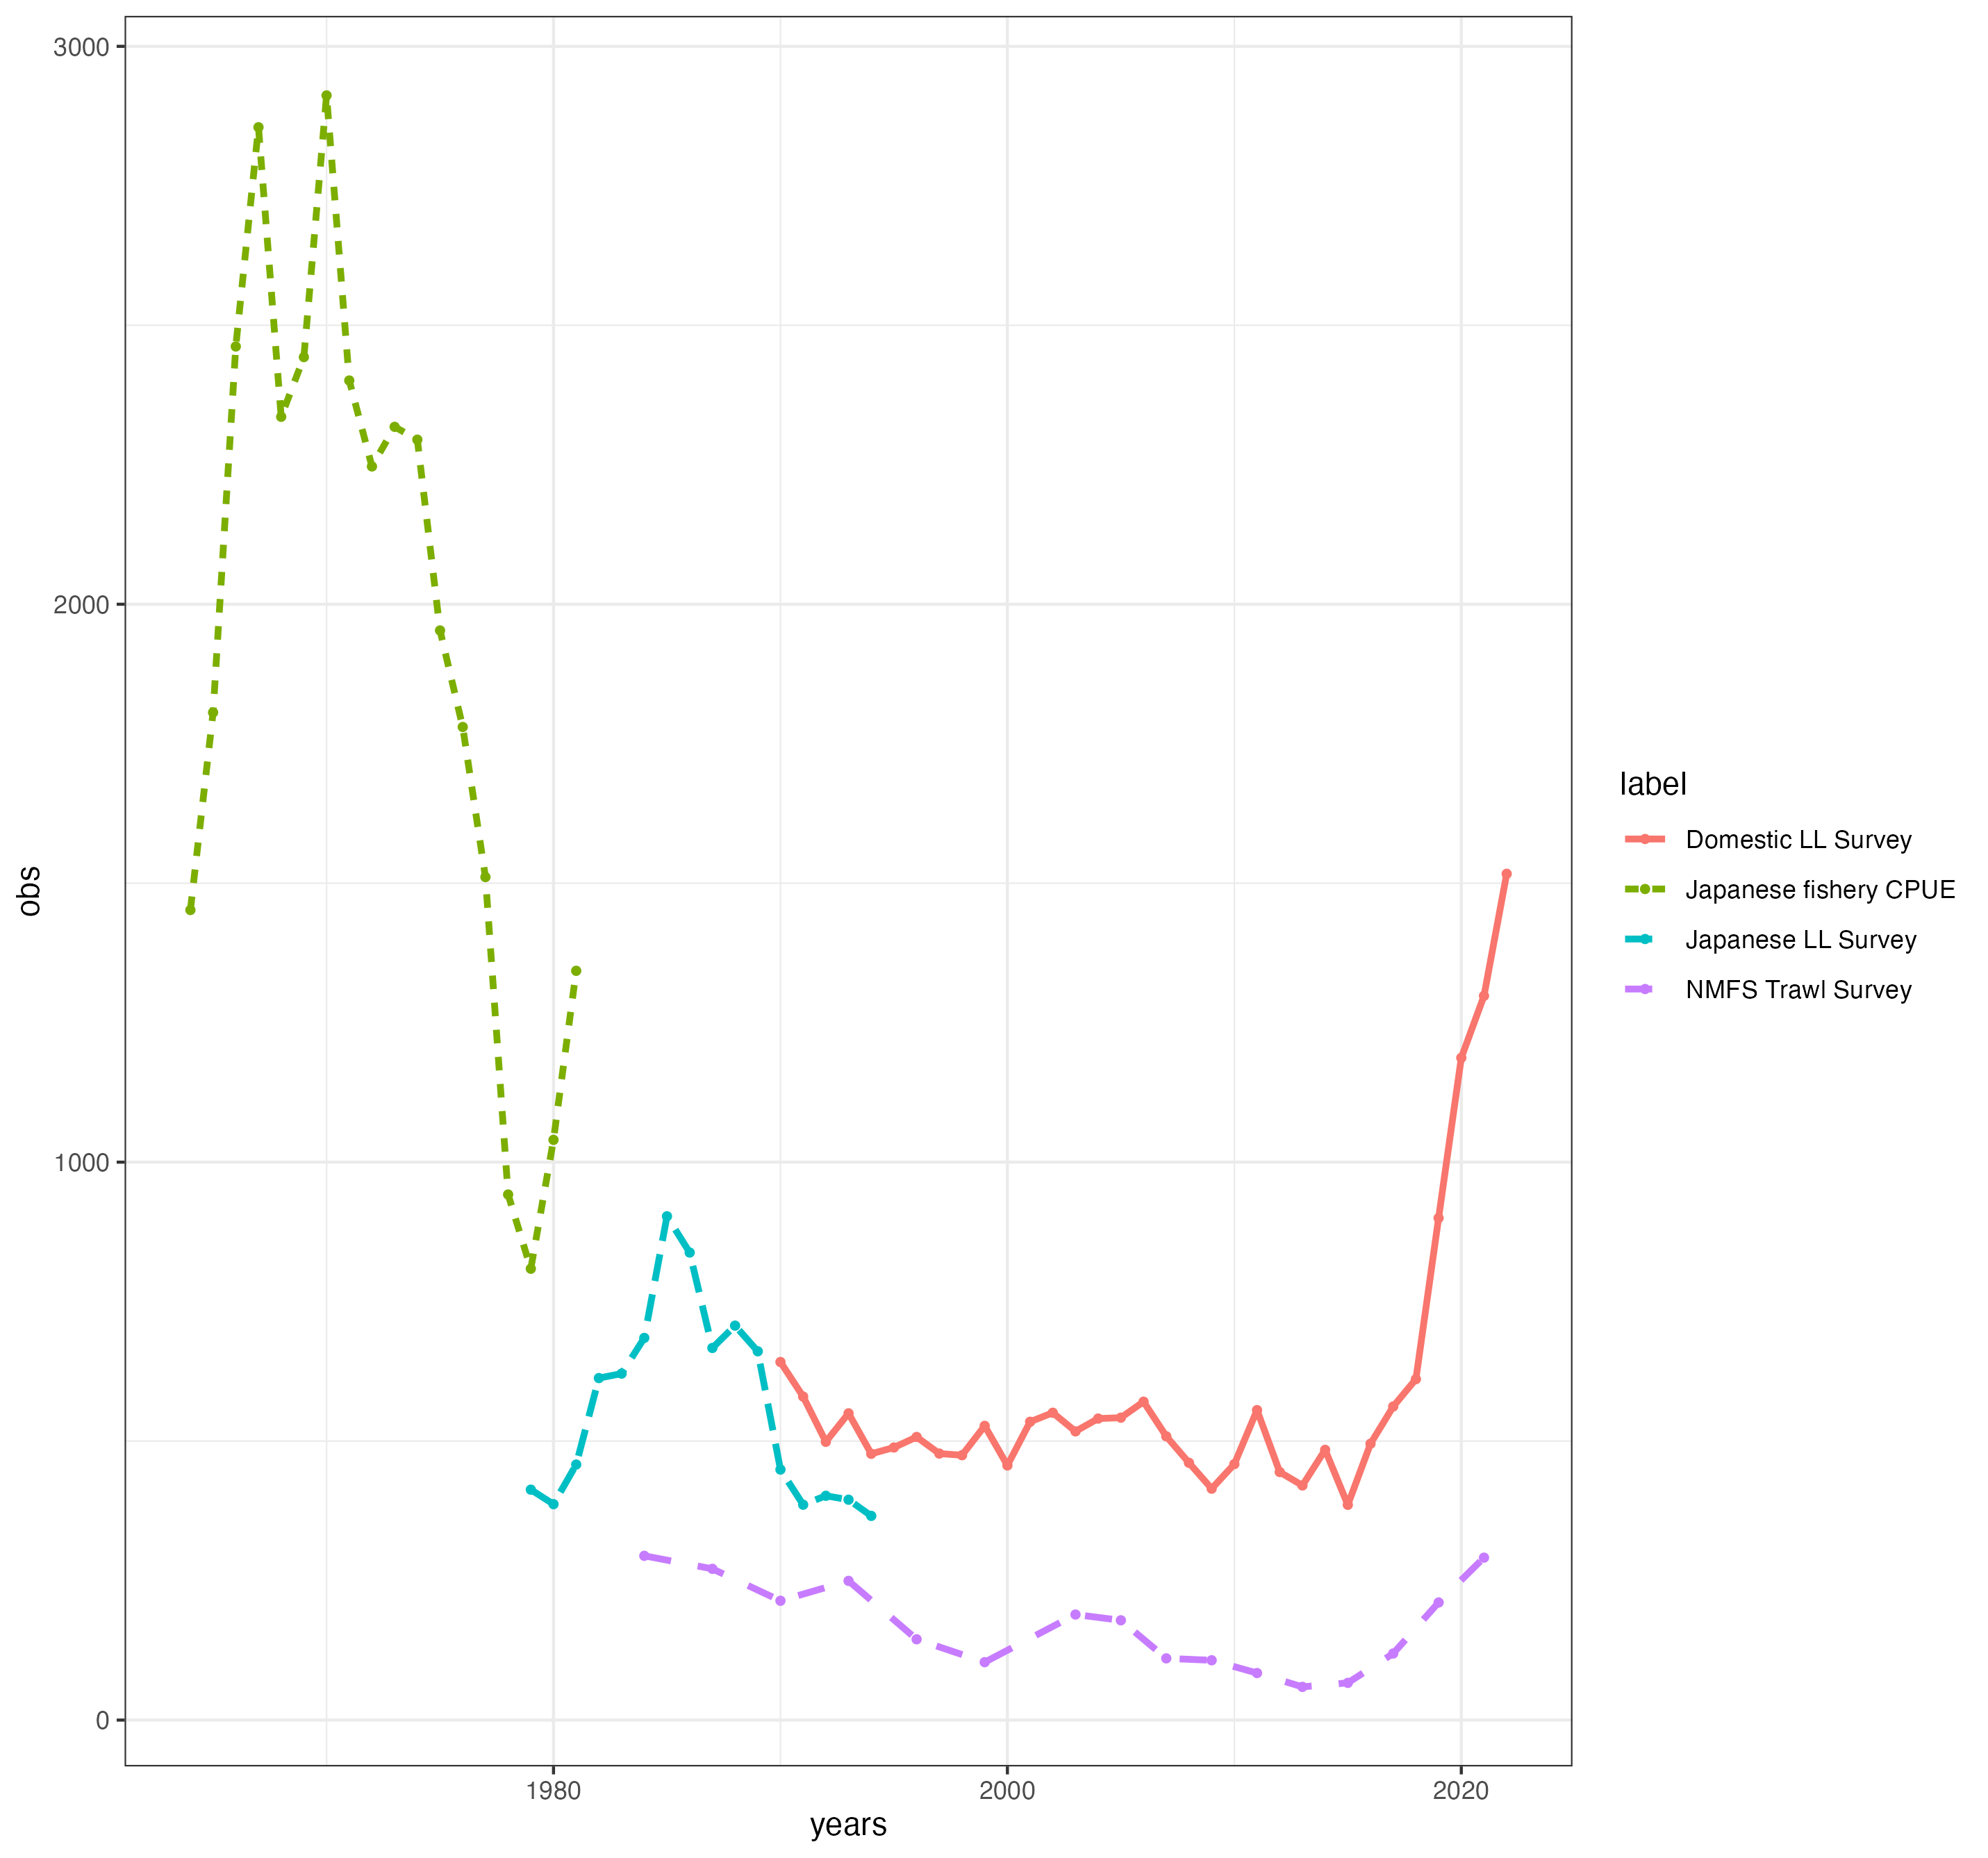 3000
2000
1000
0
obs
1980
2000
2020
years
label
Domestic LL Survey
Japanese fishery CPUE
Japanese LL Survey
NMFS Trawl Survey